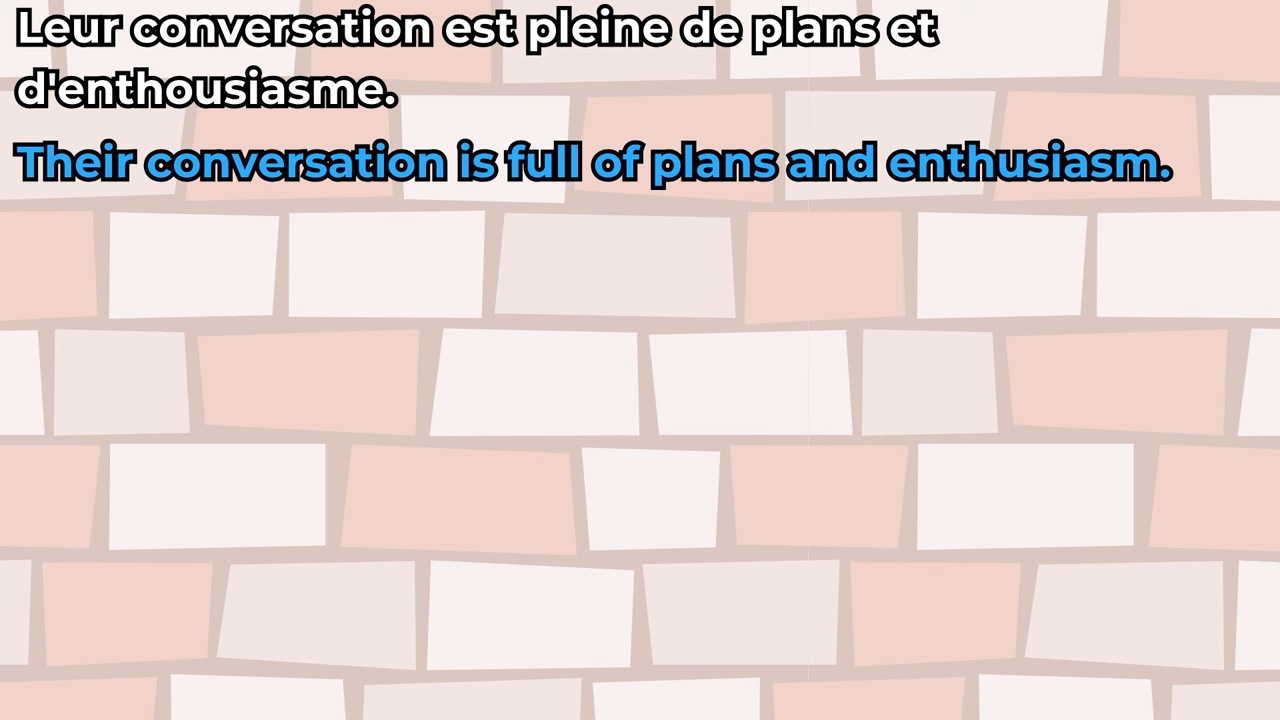 Leur conversation est pleine de plans et
d'enthousiasme.
Their conversation is full of plans and enthusiasm.